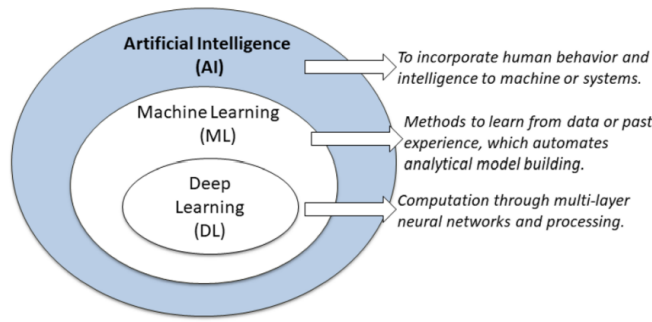 Artificial Intelligence
(AI)
To incorporate human behavior and
intelligence to machine or systems.
Machine Learning
(ML)
Methods to learn from data or past
experience, which automates
analytical model building.
Deep
Learning
(DL)
Computation through multi-layer
neural networks and processing.